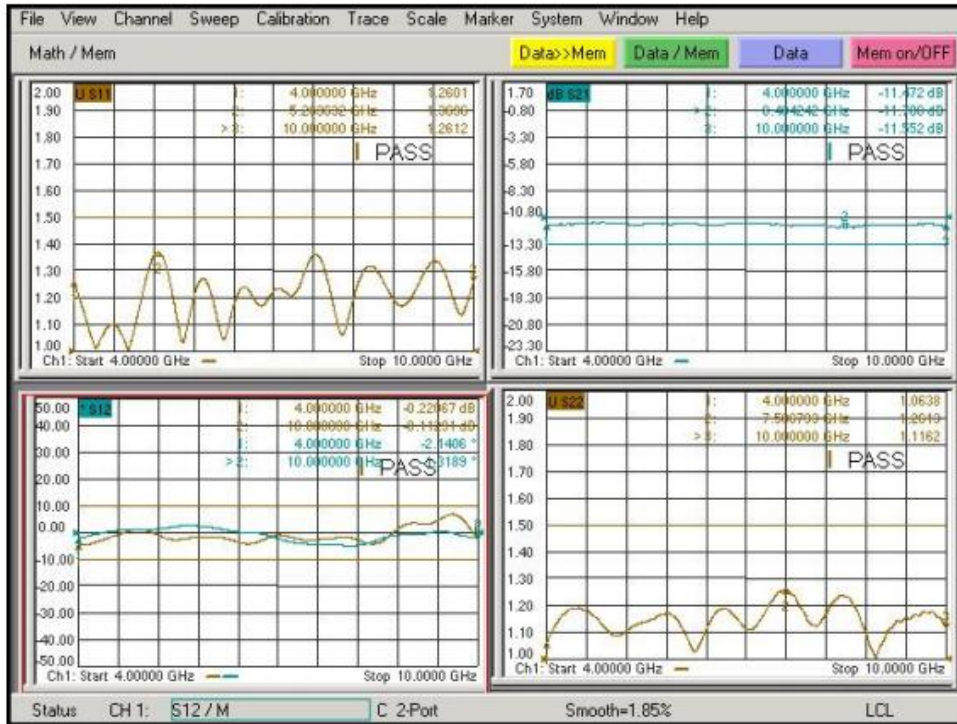 File View Channel Sweep Calibration Trace Scale Marker System Window Help
Math / Mem Data>>Mem Data / Mem Data Mem on/OFF
2.00
1.90
1.80
1.70
1.60
1.50
1.40
1.30
1.20
1.10
1.00
U S11
1: 4.000000 GHz 1.2601
2: GHz
> 3: 10.000000 GHz 1.2612
PASS
Ch1: Start 4.00000 GHz Stop 10.0000 GHz
1.70
-0.80
-3.30
-5.80
-8.30
-10.80
-13.30
-15.80
-18.30
-20.80
-23.30
dB S21
1: 4.000000 GHz -11.472 dB
> 2: GHz dB
3: 10.000000 GHz -11.552 dB
PASS
Ch1: Start 4.00000 GHz Stop 10.0000 GHz
50.00
40.00
30.00
20.00
10.00
0.00
-10.00
-20.00
-30.00
-40.00
-50.00
° S12
1: 4.000000 GHz dB
2: 10.000000 GHz dB
1: 4.000000 GHz -2.1406 °
> 2: 10.000000 GHz
PASS
Ch1: Start 4.00000 GHz Stop 10.0000 GHz
2.00
1.90
1.80
1.70
1.60
1.50
1.40
1.30
1.20
1.10
1.00
U S22
1: 4.000000 GHz 1.0638
2: GHz
> 3: 10.000000 GHz 1.1162
PASS
Ch1: Start 4.00000 GHz Stop 10.0000 GHz
Status CH 1: S12 / M C 2-Port Smooth=1.85% LCL